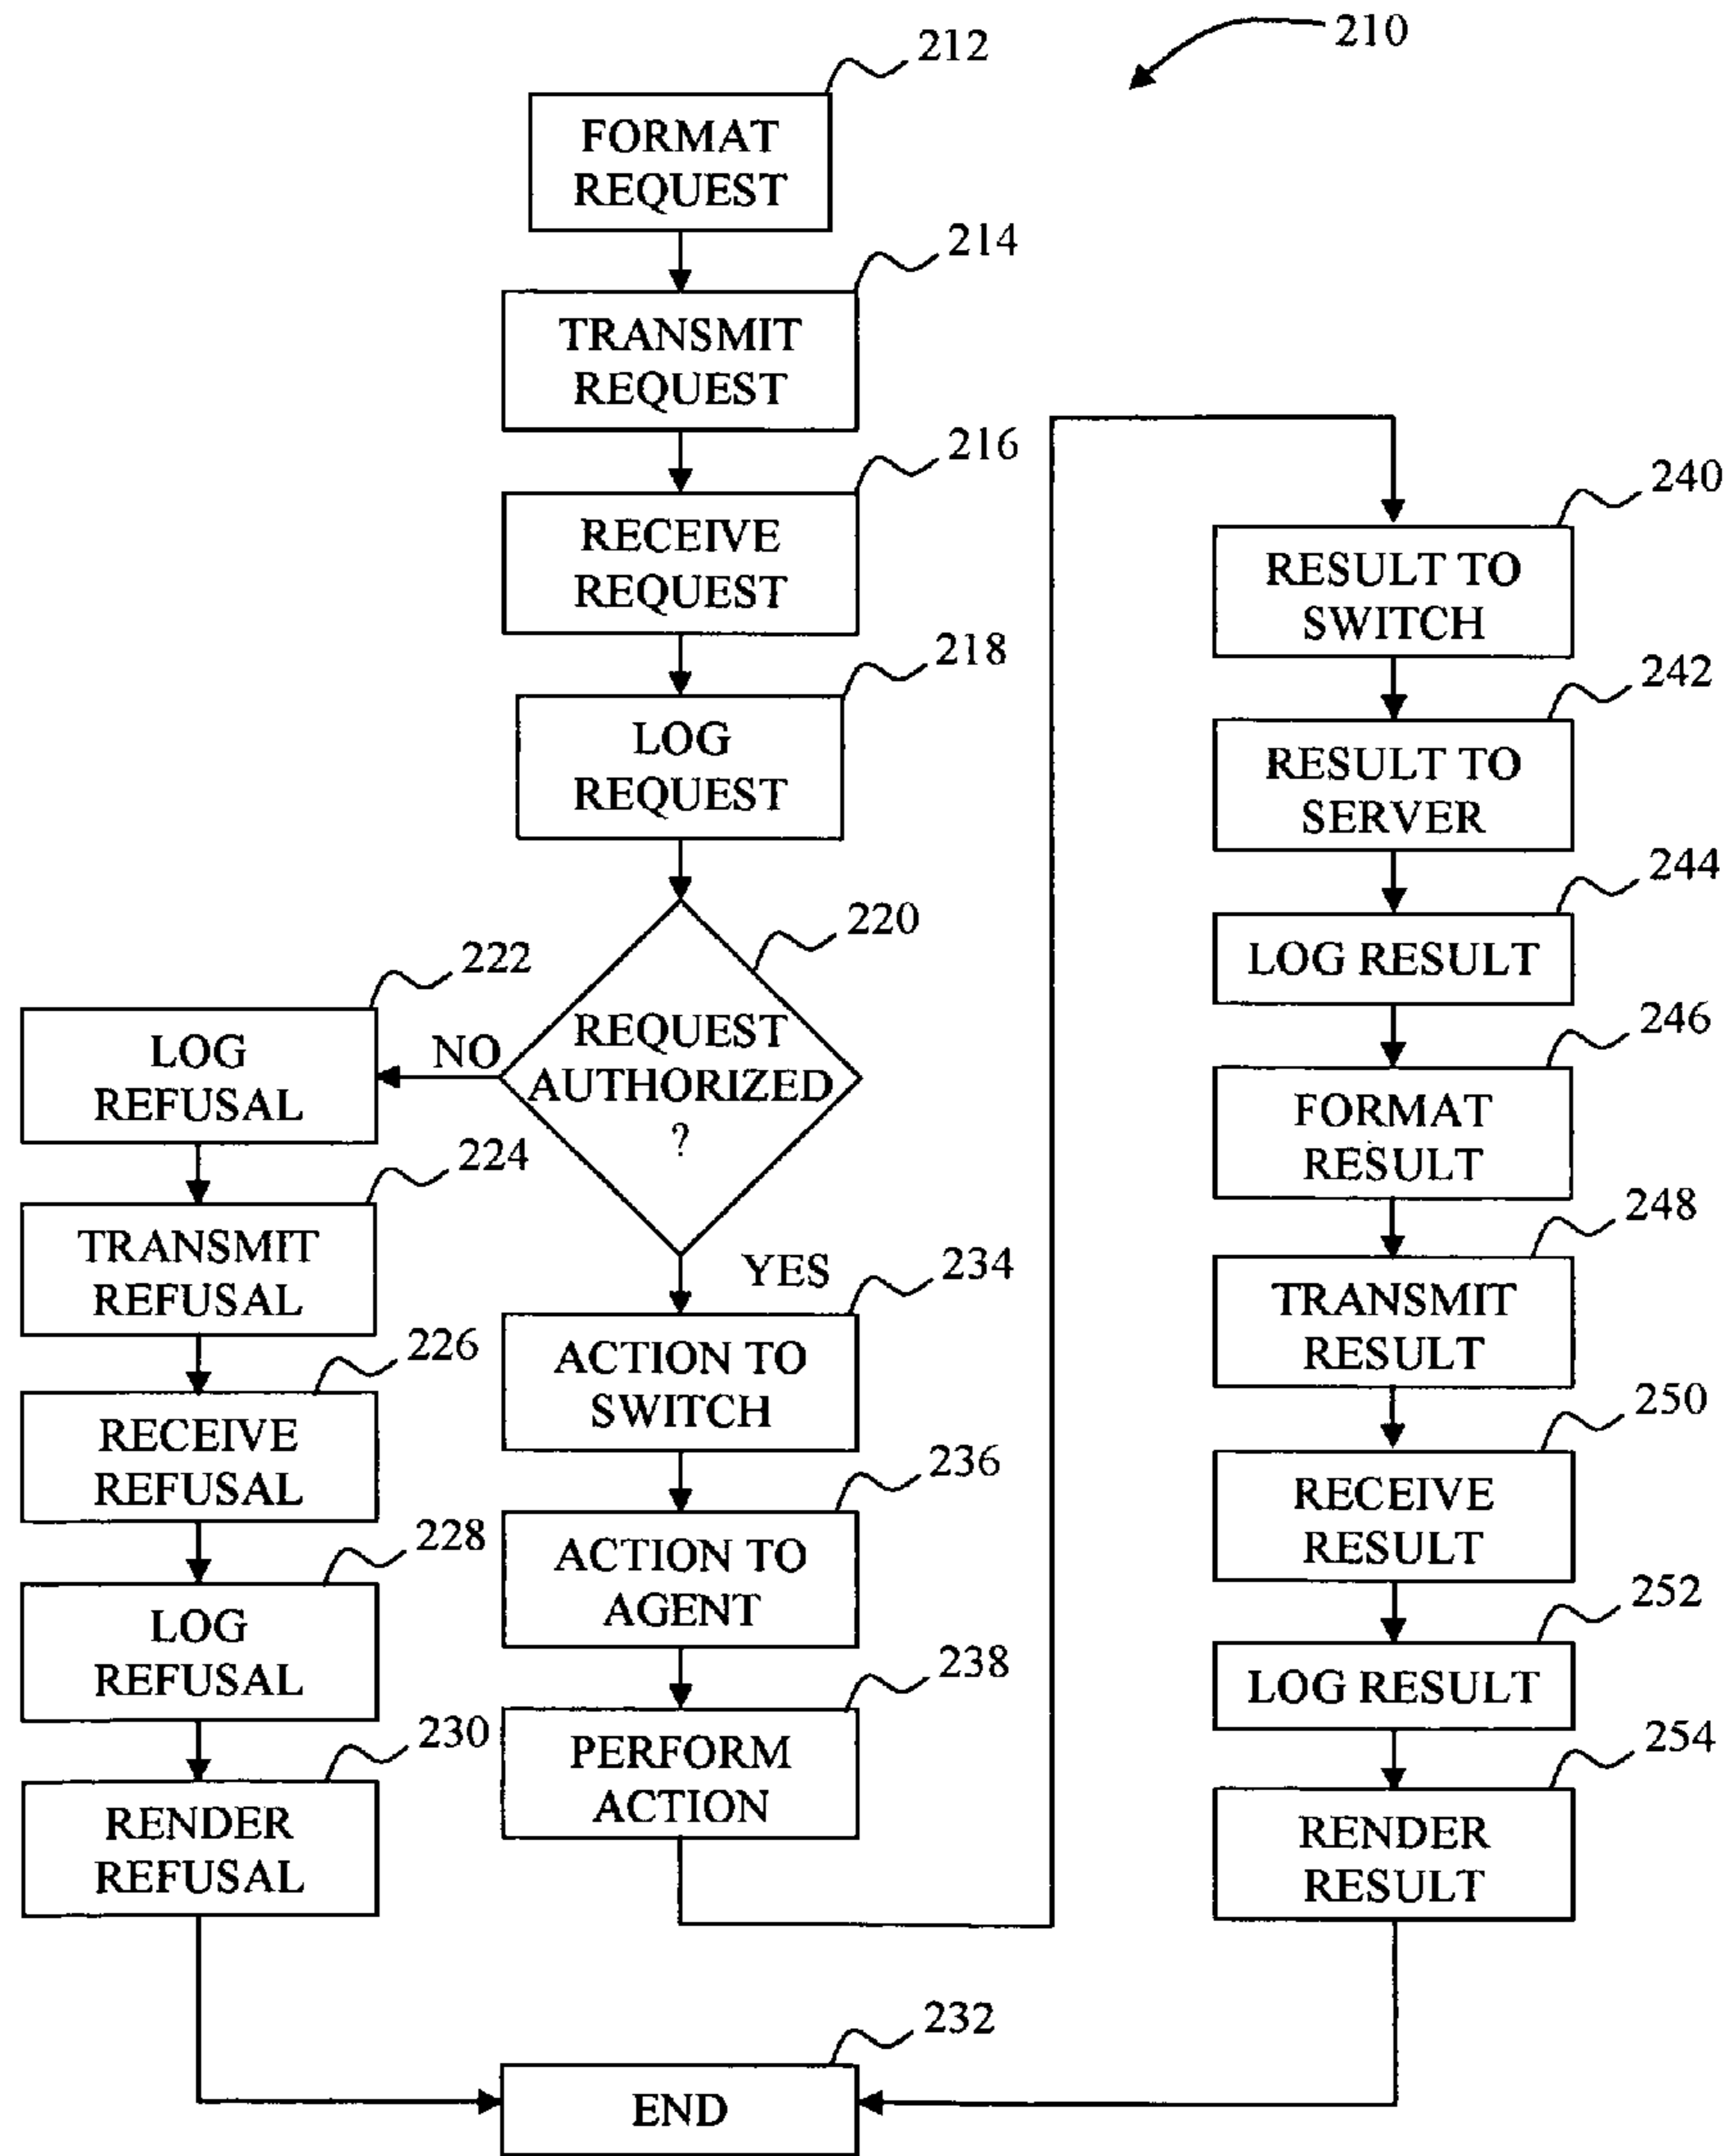 210
212
FORMAT
REQUEST
214
TRANSMIT
REQUEST
216
RECEIVE
REQUEST
218
LOG
REQUEST
220
REQUEST
AUTHORIZED
?
NO
222
LOG
REFUSAL
224
TRANSMIT
REFUSAL
226
RECEIVE
REFUSAL
228
LOG
REFUSAL
230
RENDER
REFUSAL
YES
234
ACTION TO
SWITCH
236
ACTION TO
AGENT
238
PERFORM
ACTION
240
RESULT TO
SWITCH
242
RESULT TO
SERVER
244
LOG RESULT
246
FORMAT
RESULT
248
TRANSMIT
RESULT
250
RECEIVE
RESULT
252
LOG RESULT
254
RENDER
RESULT
232
END